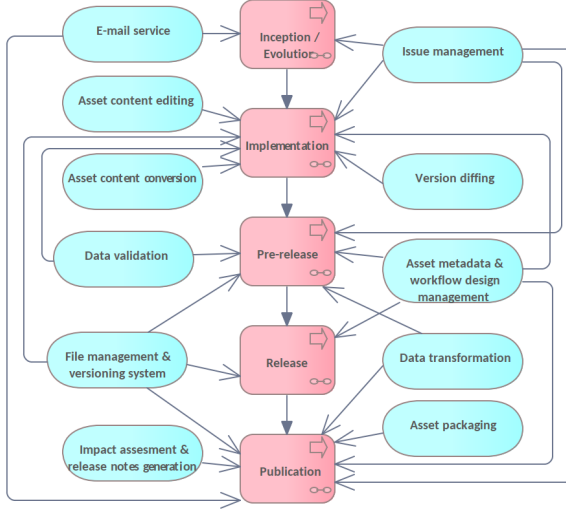 E-mail service
Inception /
Evolution
Issue management
Asset content editing
Implementation
Asset content conversion
Version diffing
Data validation
Pre-release
Asset metadata &
workflow design
management
File management &
versioning system
Release
Data transformation
Asset packaging
Impact assesment &
release notes generation
Publication